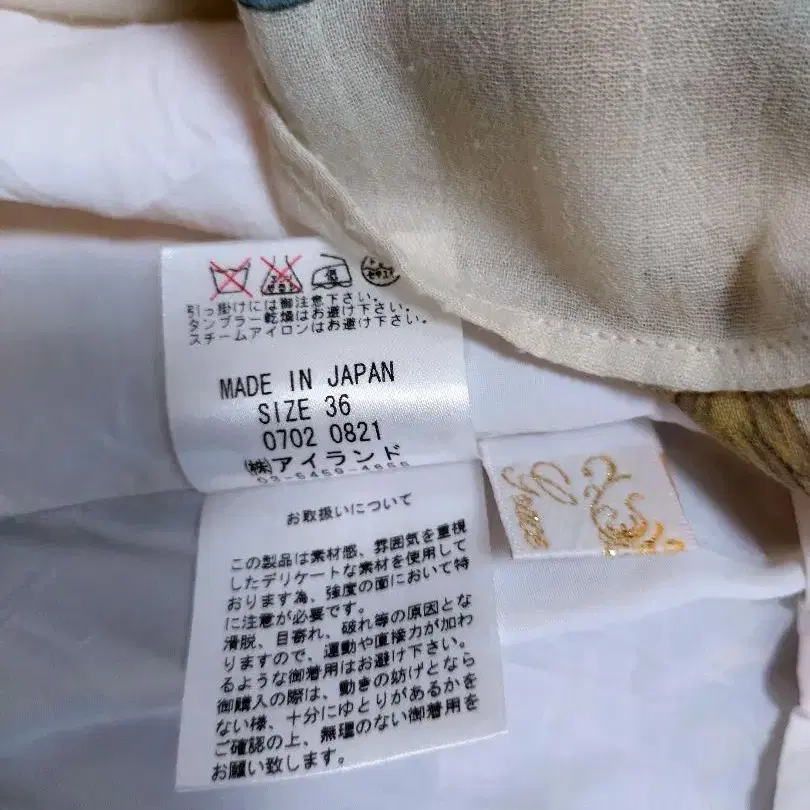 低
引っ掛けには御注意下さい。
タンブラー乾燥はお避け下さい。
スチームアイロンはお避け下さい。
MADE IN JAPAN
SIZE 36
0702 0821
㈱アイランド
お取扱いについて
この製品は素材感、雰囲気を重視
したデリケートな素材を使用して
おります為、強度の面において特
に注意が必要です。
滑脱、目寄れ、破れ等の原因とな
りますので、運動や直接力が加わ
るような御着用はお避け下さい。
御購入の際は、動きの妨げとなら
ない様、十分にゆとりがあるかを
ご確認の上、無理のない御着用を
お願い致します。